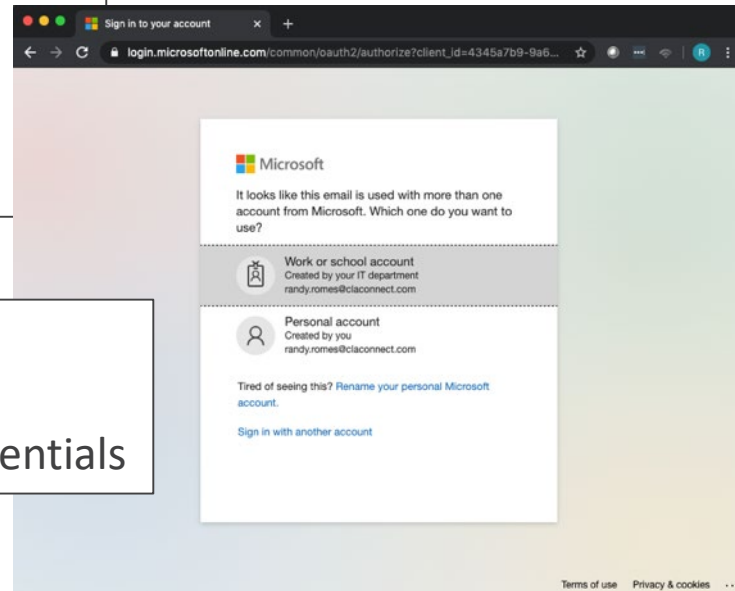 Sign in to your account
login.microsoftonline.com/common/oauth2/authorize?client_id=4345a7b9-9a6...
R
Microsoft
It looks like this email is used with more than one
account from Microsoft. Which one do you want to
use?
Work or school account
Created by your IT department
randy.romes@claconnect.com
Personal account
Created by you
randy.romes@claconnect.com
Tired of seeing this? Rename your personal Microsoft
account.
Sign in with another account
entials
Terms of use Privacy & cookies ...